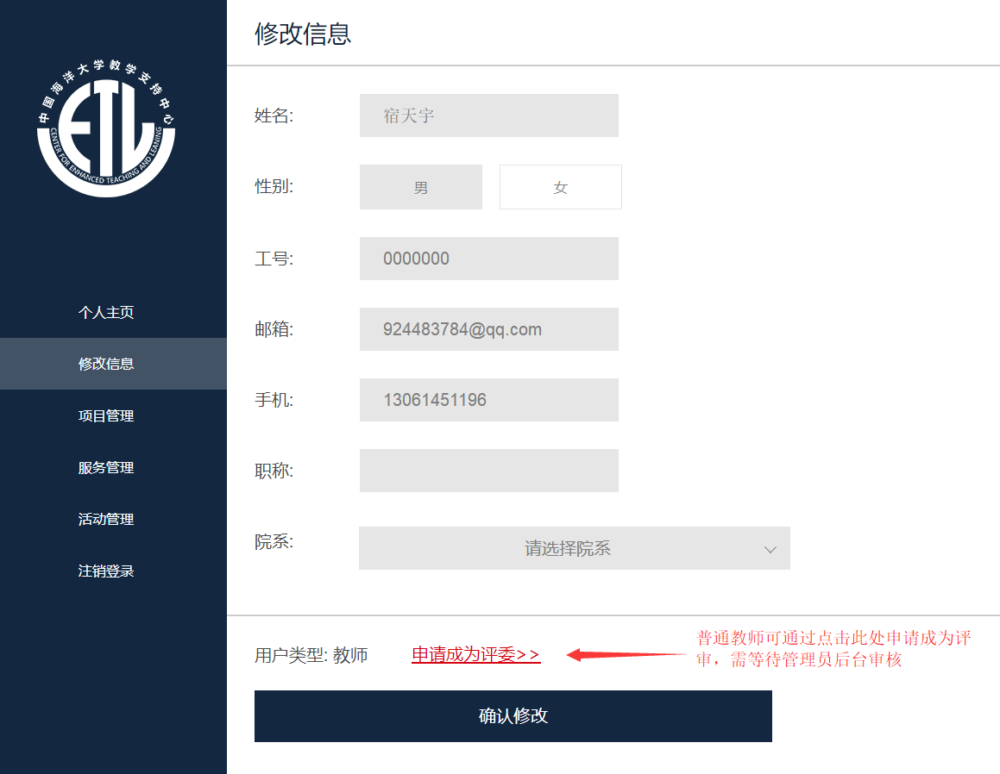 修改信息
中国海洋大学教学支持中心
ETL
CENTER FOR ENHANCED TEACHING AND LEANING
个人主页
修改信息
项目管理
服务管理
活动管理
注销登录
姓名:
宿天宇
性别:
男
女
工号:
0000000
邮箱:
924483784@qq.com
手机:
13061451196
职称:
院系:
请选择院系
用户类型: 教师
申请成为评委>>
普通教师可通过点击此处申请成为评
审，需等待管理员后台审核
确认修改